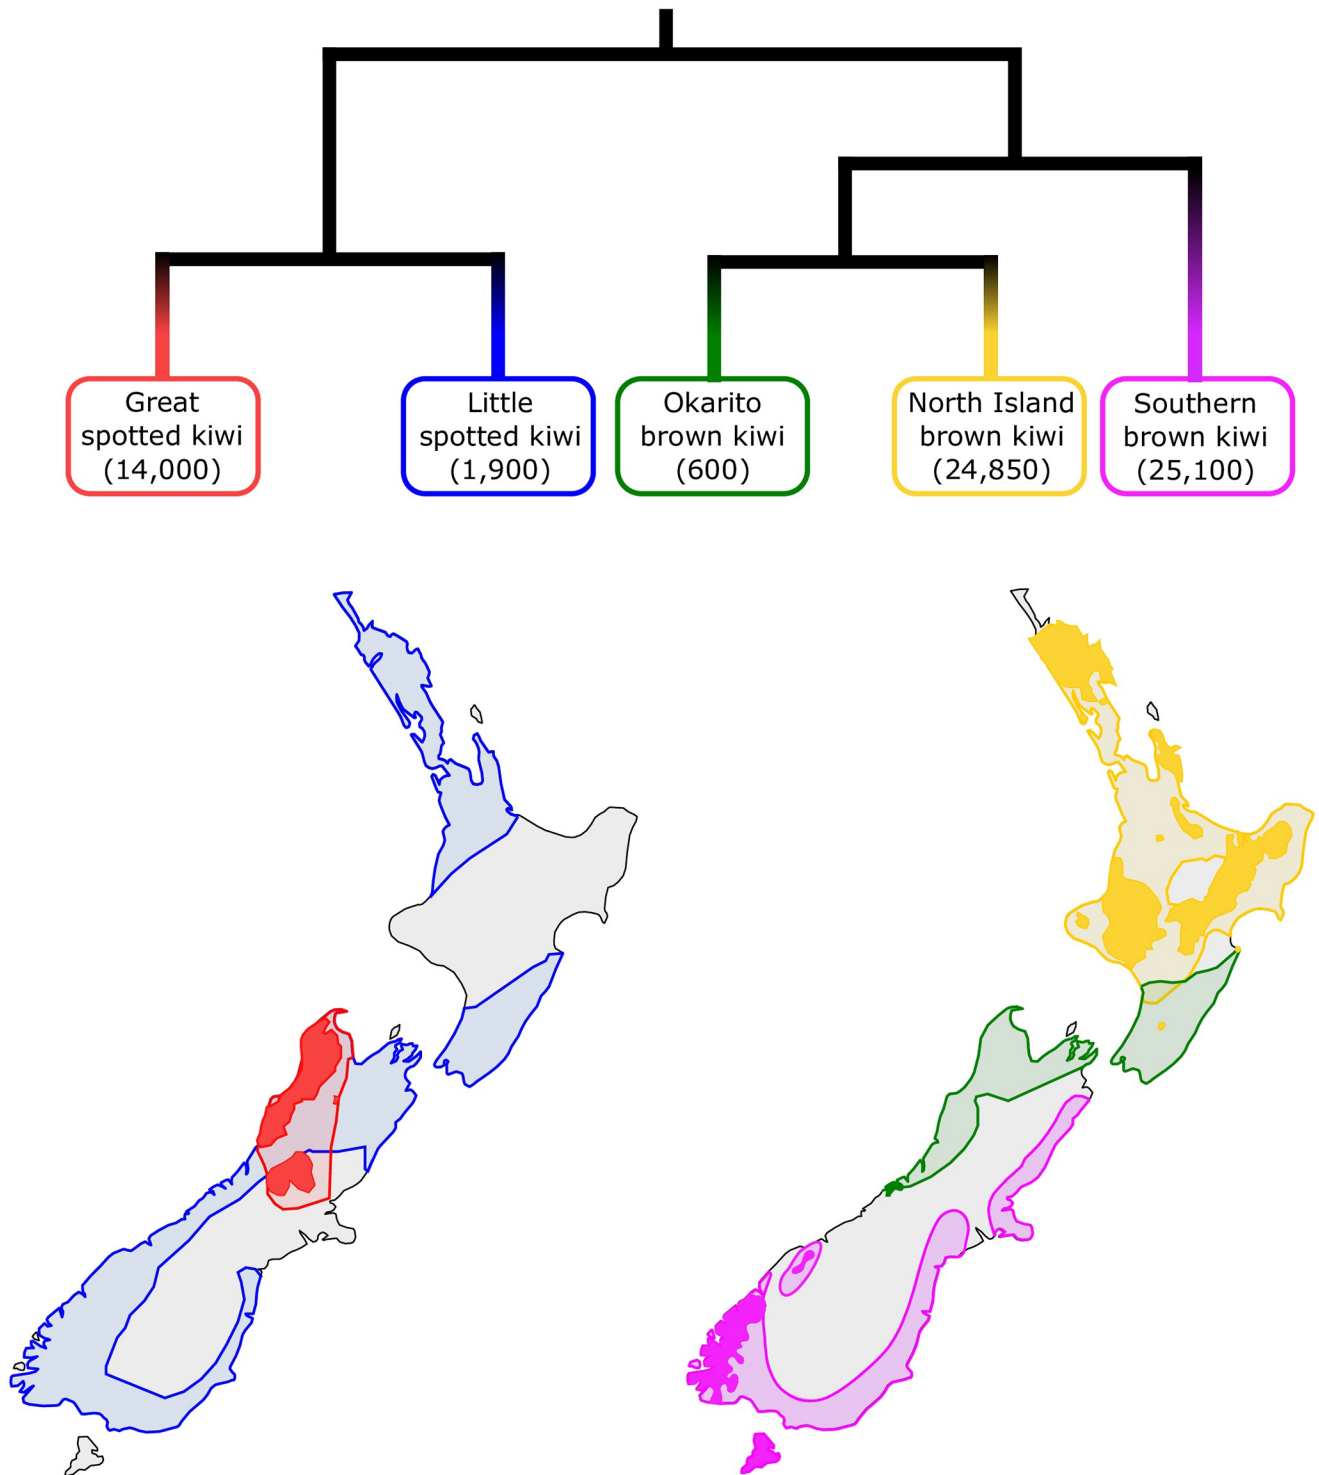 Great
spotted kiwi
(14,000)
Little
spotted kiwi
(1,900)
Okarito
brown kiwi
(600)
North Island
brown kiwi
(24,850)
Southern
brown kiwi
(25,100)